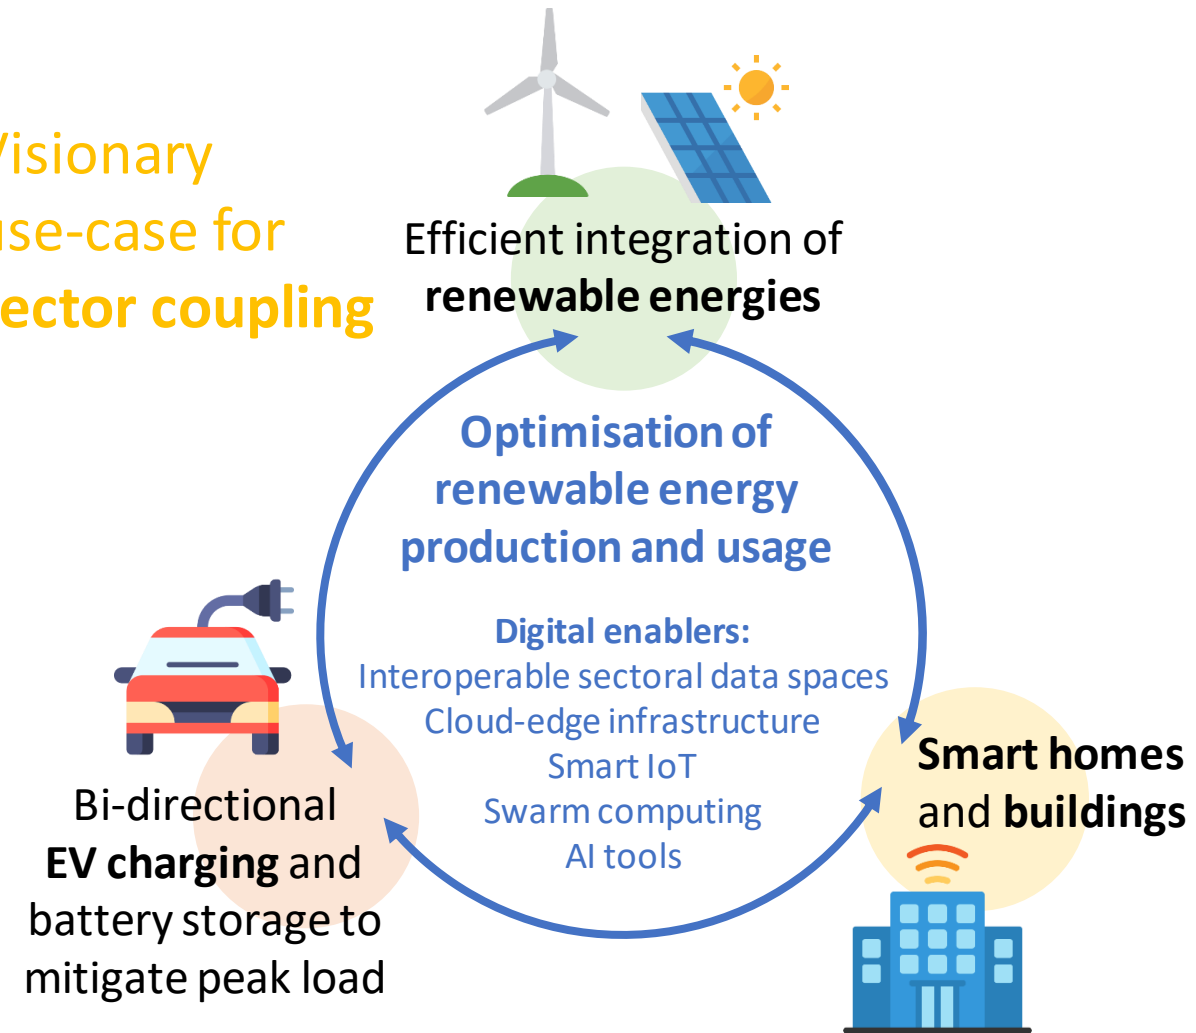 Visionary
use-case for
ector coupling
Efficient integration of
renewable energies
Optimisation of
renewable energy
production and usage
Digital enablers:
Interoperable sectoral data spaces
Cloud-edge infrastructure
Smart IoT
Swarm computing
AI tools
Smart homes
and buildings
Bi-directional
EV charging and
battery storage to
mitigate peak load